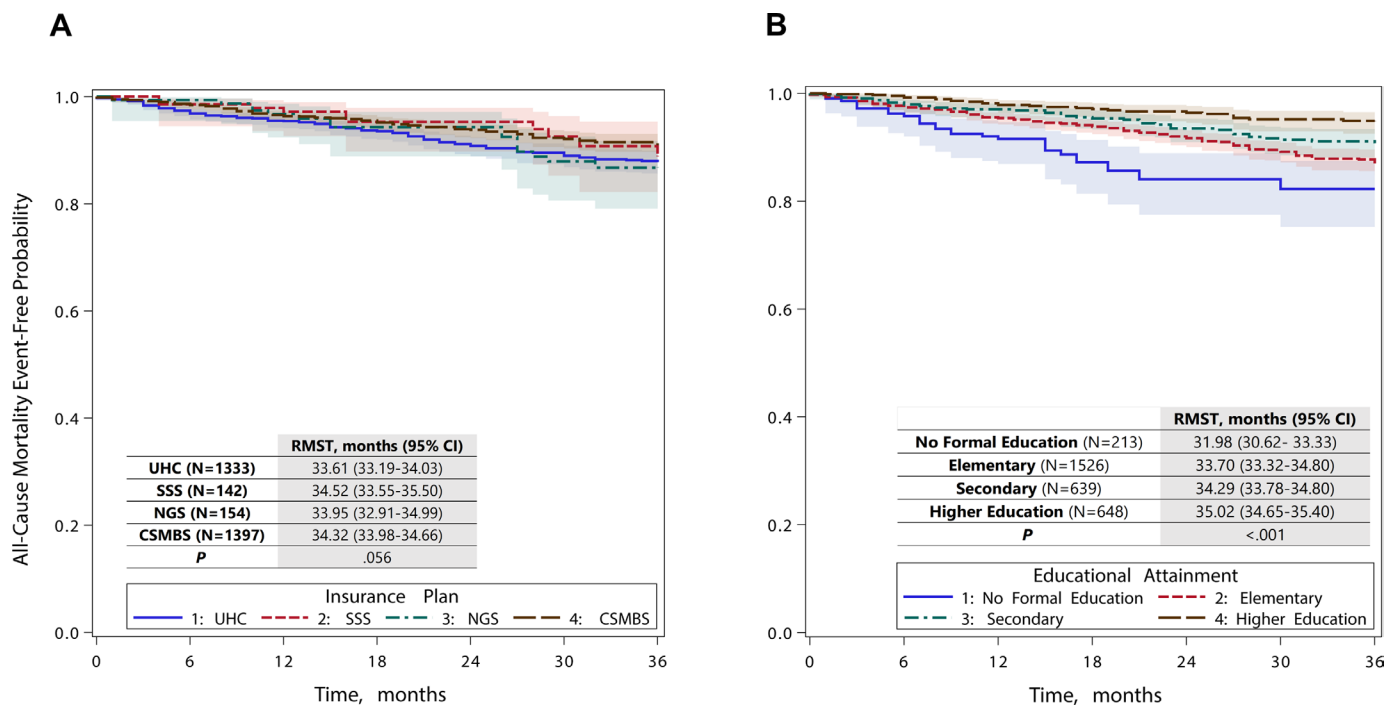 A
All-Cause Mortality Event-Free Probability
1.0
0.8
0.6
0.4
0.2
0.0
RMST, months (95% CI)
UHC (N=1333) 33.61 (33.19-34.03)
SSS (N=142) 34.52 (33.55-35.50)
NGS (N=154) 33.95 (32.91-34.99)
CSMBS (N=1397) 34.32 (33.98-34.66)
P .056
Insurance Plan
1: UHC 2: SSS 3: NGS 4: CSMBS
0 6 12 18 24 30 36
Time, months
B
1.0
0.8
0.6
0.4
0.2
0.0
RMST, months (95% CI)
No Formal Education (N=213) 31.98 (30.62- 33.33)
Elementary (N=1526) 33.70 (33.32-34.80)
Secondary (N=639) 34.29 (33.78-34.80)
Higher Education (N=648) 35.02 (34.65-35.40)
P <.001
Educational Attainment
1: No Formal Education 2: Elementary
3: Secondary 4: Higher Education
0 6 12 18 24 30 36
Time, months